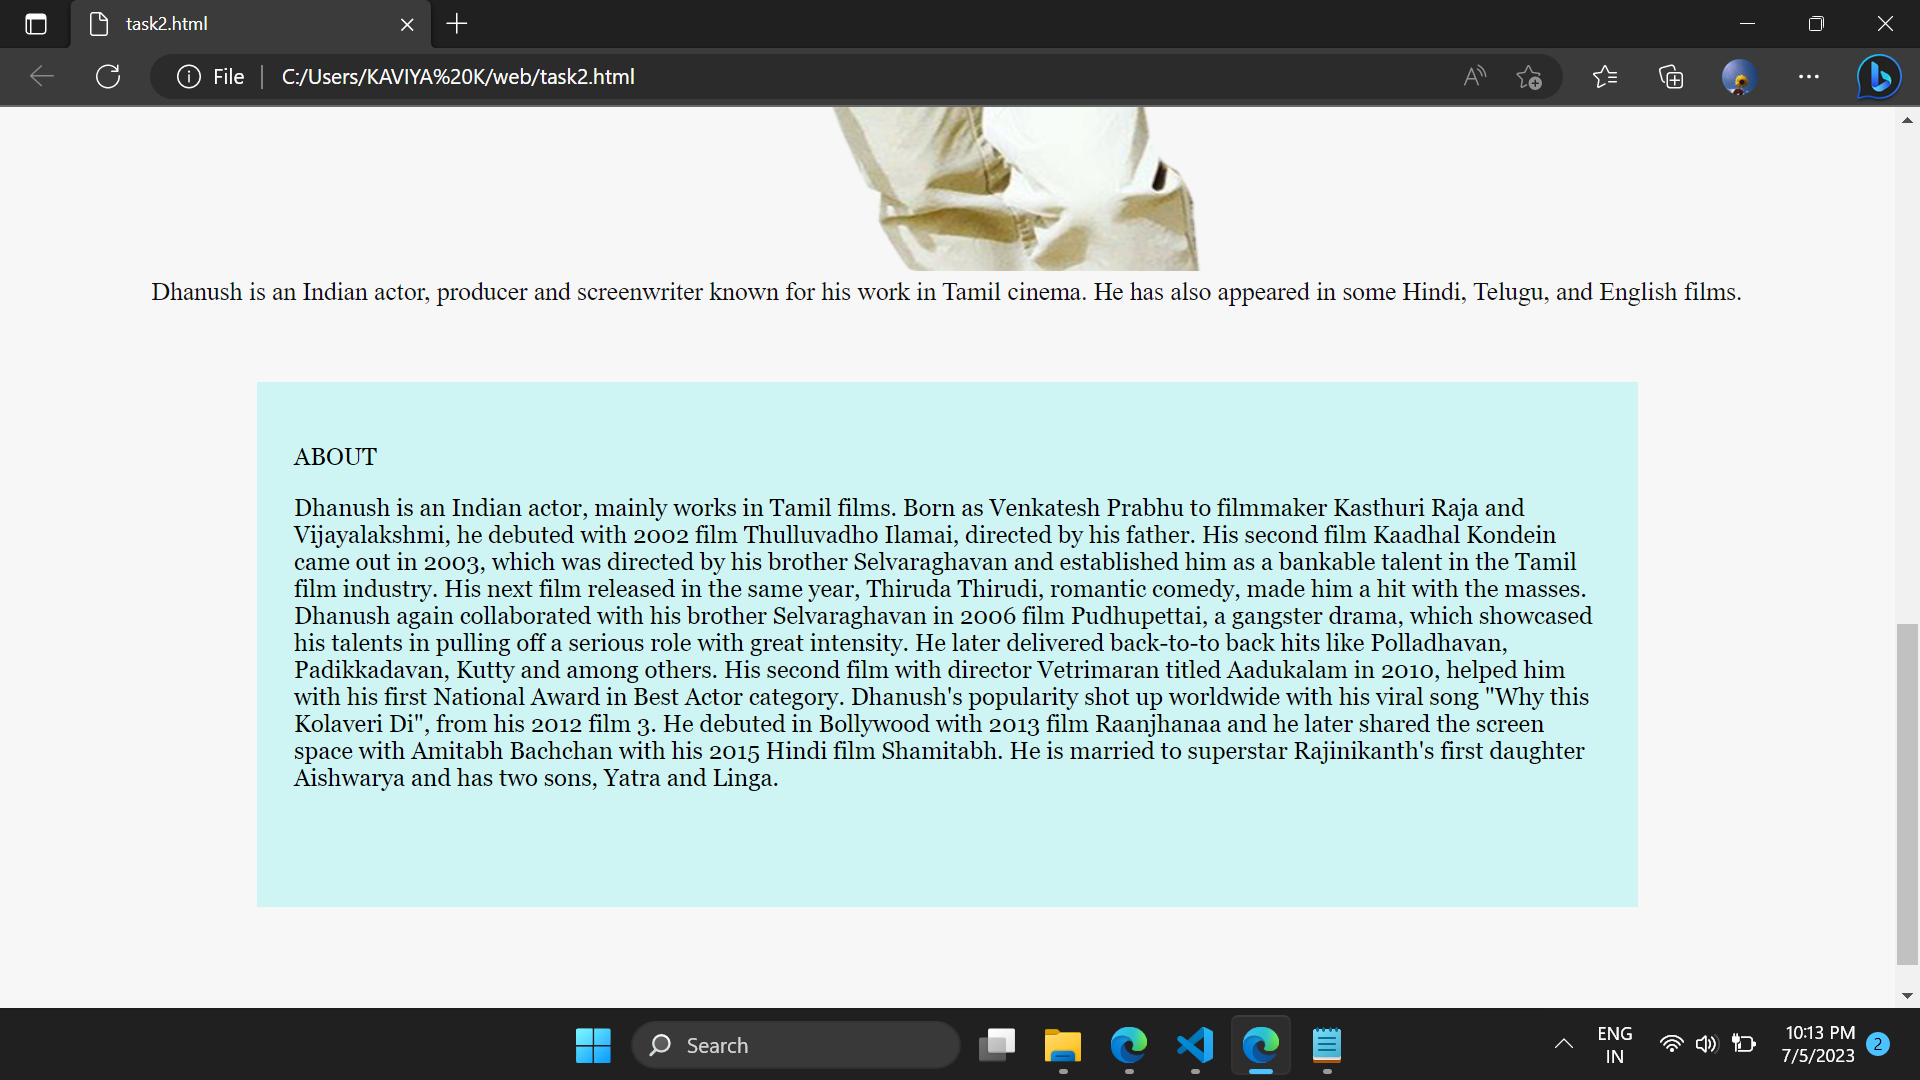 task2.html
File
C:/Users/KAVIYA%20K/web/task2.html
Dhanush is an Indian actor, producer and screenwriter known for his work in Tamil cinema. He has also appeared in some Hindi, Telugu, and English films.
ABOUT
Dhanush is an Indian actor, mainly works in Tamil films. Born as Venkatesh Prabhu to filmmaker Kasthuri Raja and
Vijayalakshmi, he debuted with 2002 film Thulluvadho Ilamai, directed by his father. His second film Kaadhal Kondein
came out in 2003, which was directed by his brother Selvaraghavan and established him as a bankable talent in the Tamil
film industry. His next film released in the same year, Thiruda Thirudi, romantic comedy, made him a hit with the masses.
Dhanush again collaborated with his brother Selvaraghavan in 2006 film Pudhupettai, a gangster drama, which showcased
his talents in pulling off a serious role with great intensity. He later delivered back-to-to back hits like Polladhavan,
Padikkadavan, Kutty and among others. His second film with director Vetrimaran titled Aadukalam in 2010, helped him
with his first National Award in Best Actor category. Dhanush's popularity shot up worldwide with his viral song "Why this
Kolaveri Di", from his 2012 film 3. He debuted in Bollywood with 2013 film Raanjhanaa and he later shared the screen
space with Amitabh Bachchan with his 2015 Hindi film Shamitabh. He is married to superstar Rajinikanth's first daughter
Aishwarya and has two sons, Yatra and Linga.
Search
ENG
IN
10:13 PM
7/5/2023
2